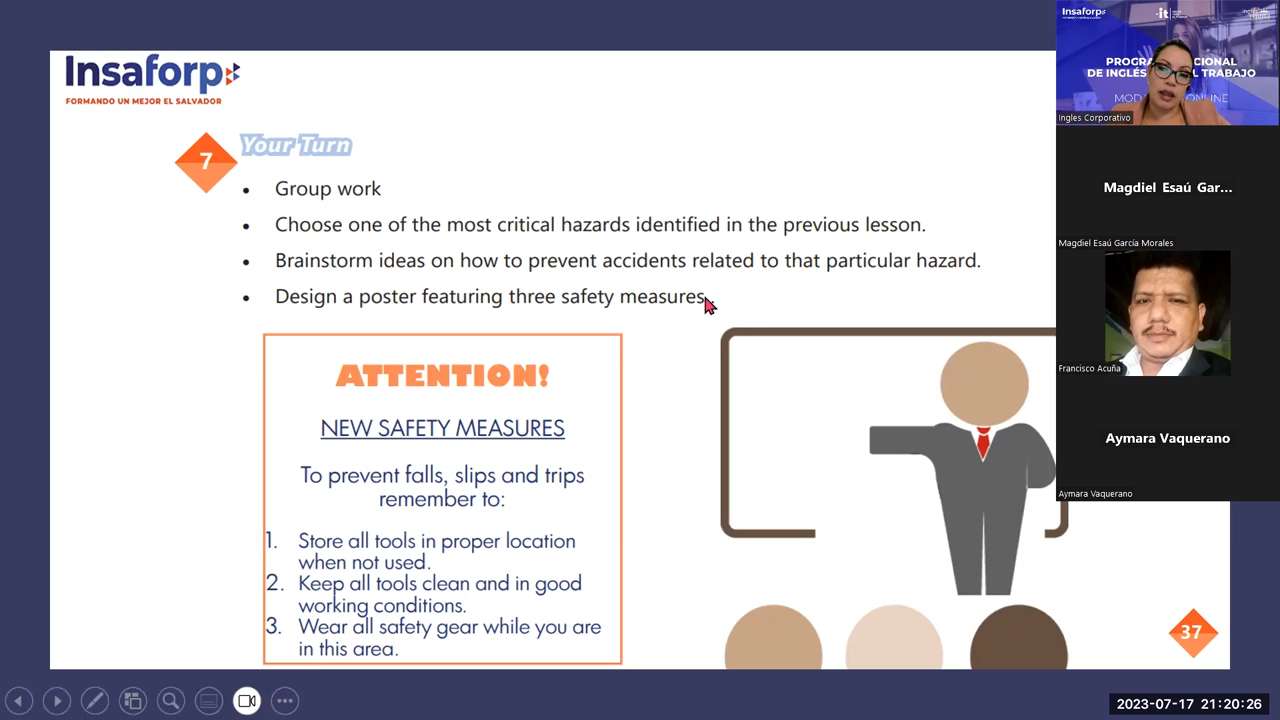 Insaforp
FORMANDO UN MEJOR EL SALVADOR
7
Your Turn
• Group work
• Choose one of the most critical hazards identified in the previous lesson.
• Brainstorm ideas on how to prevent accidents related to that particular hazard.
• Design a poster featuring three safety measures.
ATTENTION!
NEW SAFETY MEASURES
To prevent falls, slips and trips
remember to:
1. Store all tools in proper location
when not used.
2. Keep all tools clean and in good
working conditions.
3. Wear all safety gear while you are
in this area.
37
Insaforp
Ingles Corporativo
Magdiel Esaú Gar...
Magdiel Esaú García Morales
Francisco Acuña
Aymara Vaquerano
Aymara Vaquerano
2023-07-17 21:20:26